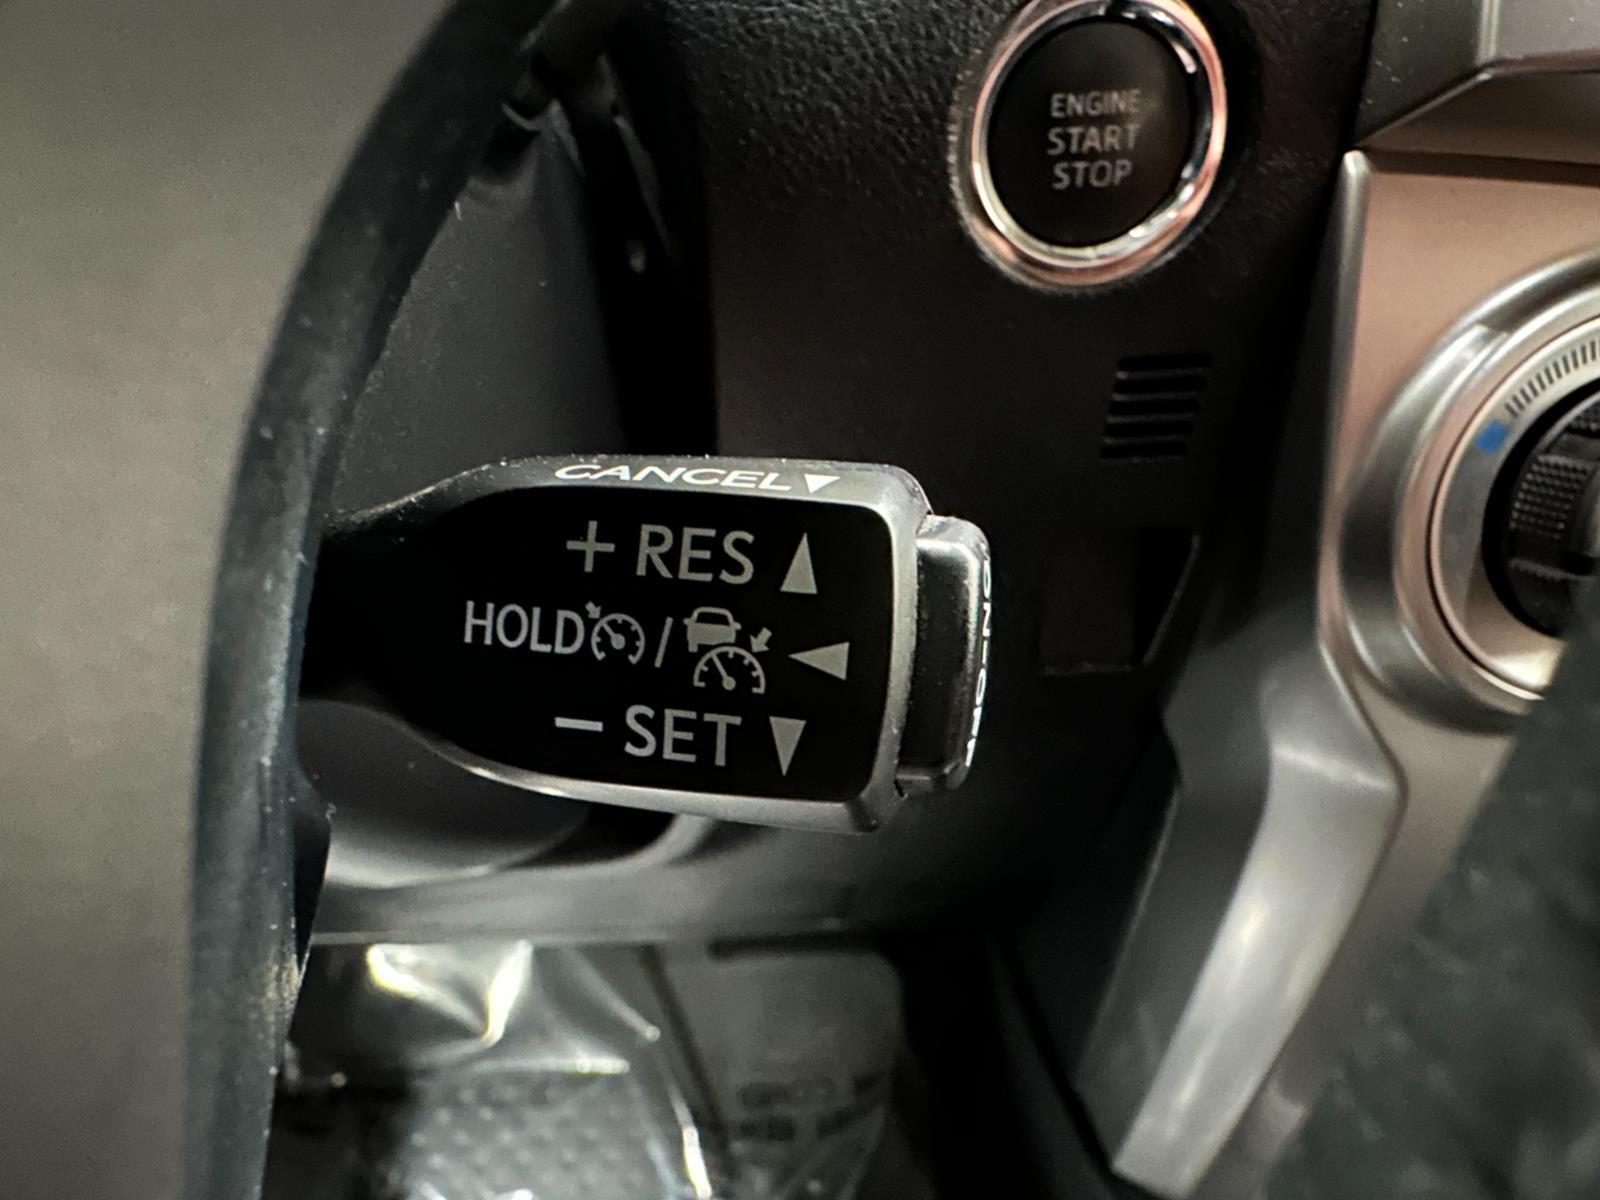 ENGINE
START
STOP
CANCEL▼
+ RES ▲
HOLD / ◀
− SET ▼